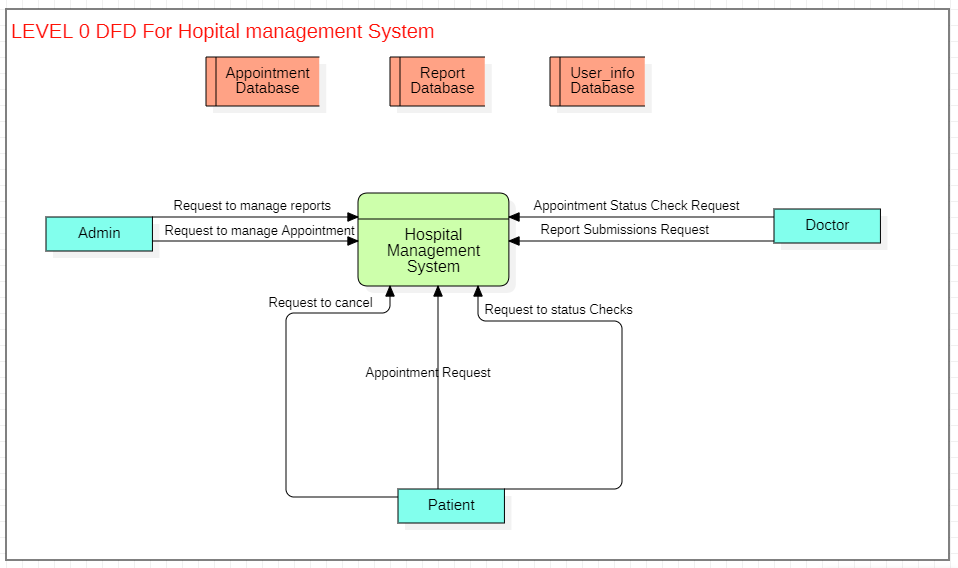 LEVEL 0 DFD For Hopital management System
Appointment
Database
Report
Database
User_info
Database
Request to manage reports
Appointment Status Check Request
Admin
Request to manage Appointment
Hospital
Management
System
Report Submissions Request
Doctor
Request to cancel
Request to status Checks
Appointment Request
Patient